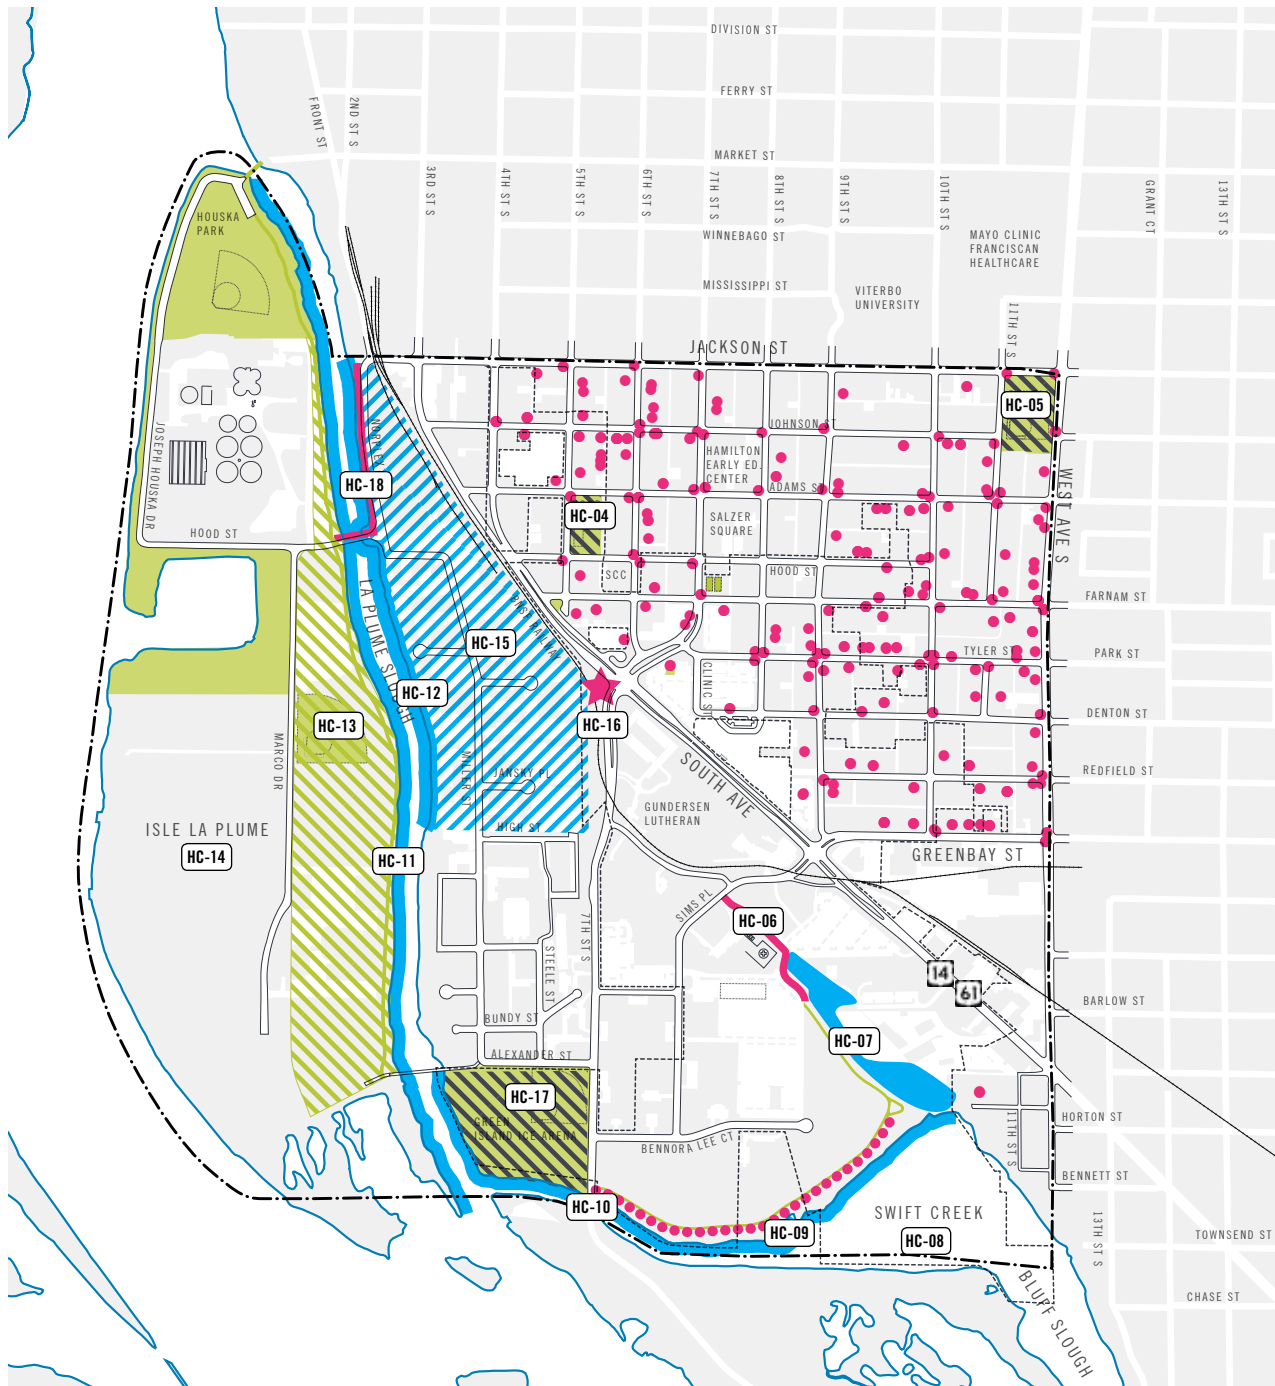 DIVISION ST
FERRY ST
FRONT ST
2ND ST S
MARKET ST
3RD ST S
4TH ST S
5TH ST S
6TH ST S
7TH ST S
8TH ST S
9TH ST S
10TH ST S
GRANT CT
13TH ST S
HOUSKA
PARK
WINNEBAGO ST
MAYO CLINIC
FRANCISCAN
HEALTHCARE
MISSISSIPPI ST
VITERBO
UNIVERSITY
11TH ST S
JACKSON ST
HC-05
JOHNSON ST
HAMILTON
EARLY ED.
CENTER
JOSEPH HOUSKA DR
HC-18
ADAMS ST
WEST AVE S
HC-04
SALZER
SQUARE
HOOD ST
SCC
HOOD ST
LA PLUME SLOUGH
BNSF RAILWAY
FARNAM ST
HC-15
TYLER ST
PARK ST
CLINIC ST
HC-12
HC-13
HC-16
DENTON ST
MARCO DR
MILLER ST
JANSKY PL
SOUTH AVE
REDFIELD ST
GUNDERSEN
LUTHERAN
ISLE LA PLUME
HC-14
HIGH ST
HC-11
GREENBAY ST
SIMS PL
HC-06
7TH ST S
STEELE ST
14
61
BARLOW ST
BUNDY ST
HC-07
ALEXANDER ST
HC-17
GREEN
ISLAND ICE ARENA
BENNORA LEE CT
HORTON ST
11TH ST S
BENNETT ST
HC-10
HC-09
SWIFT CREEK
HC-08
13TH ST S
TOWNSEND ST
BLUFF SLOUGH
CHASE ST